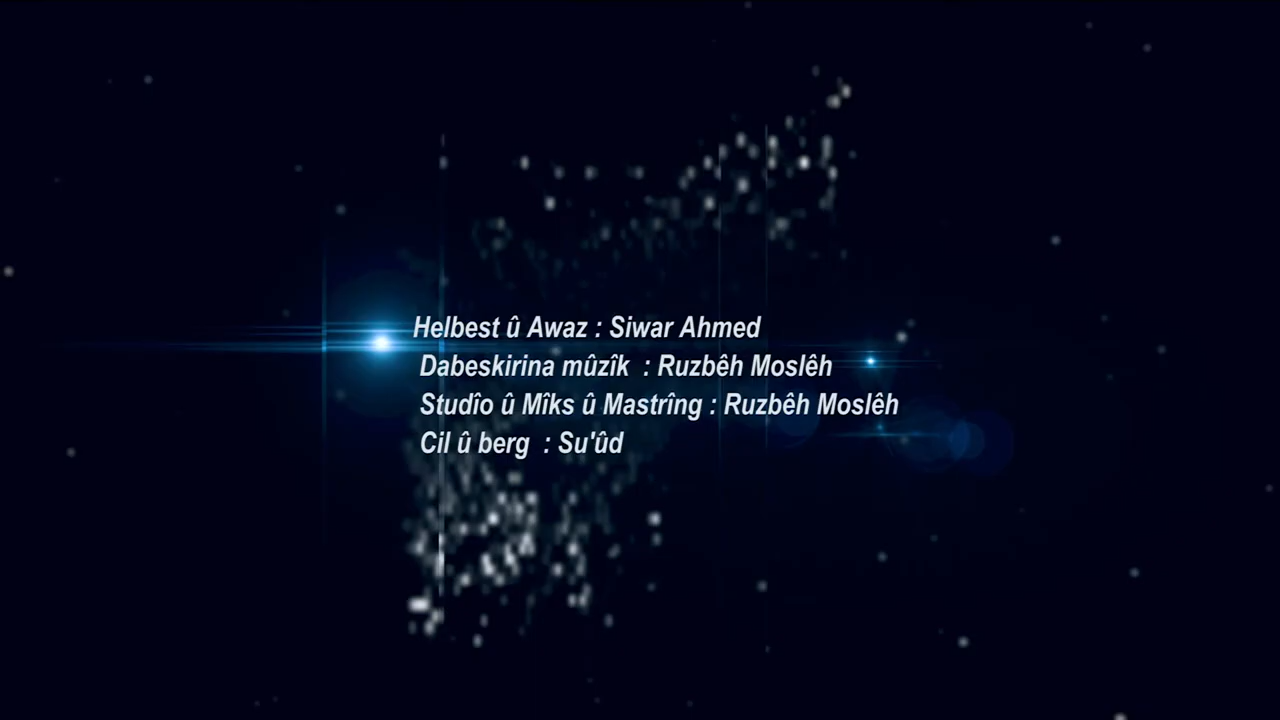 Helbest û Awaz : Siwar Ahmed
Dabeskirina mûzîk : Ruzbêh Moslêh
Studîo û Mîks û Mastrîng : Ruzbêh Moslêh
Cil û berg : Su'ûd